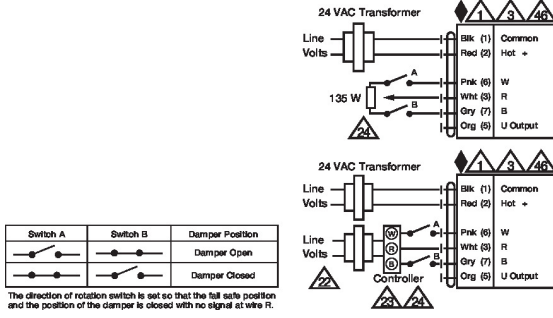 24 VAC Transformer
1 3 46
Line
Volts
Blk (1) Common
Red (2) Hot +
A
Pnk (6) W
135 W
Wht (3) R
B
Gry (7) B
Org (5) U Output
24
24 VAC Transformer
1 3 46
Line
Volts
Blk (1) Common
Red (2) Hot +
A
W
Pnk (6) W
Line
Volts
R
Wht (3) R
B
B
Gry (7) B
Org (5) U Output
22
Controller
23 24
Switch A Switch B Damper Position
Damper Open
Damper Closed
The direction of rotation switch is set so that the fail safe position
and the position of the damper is closed with no signal at wire R.